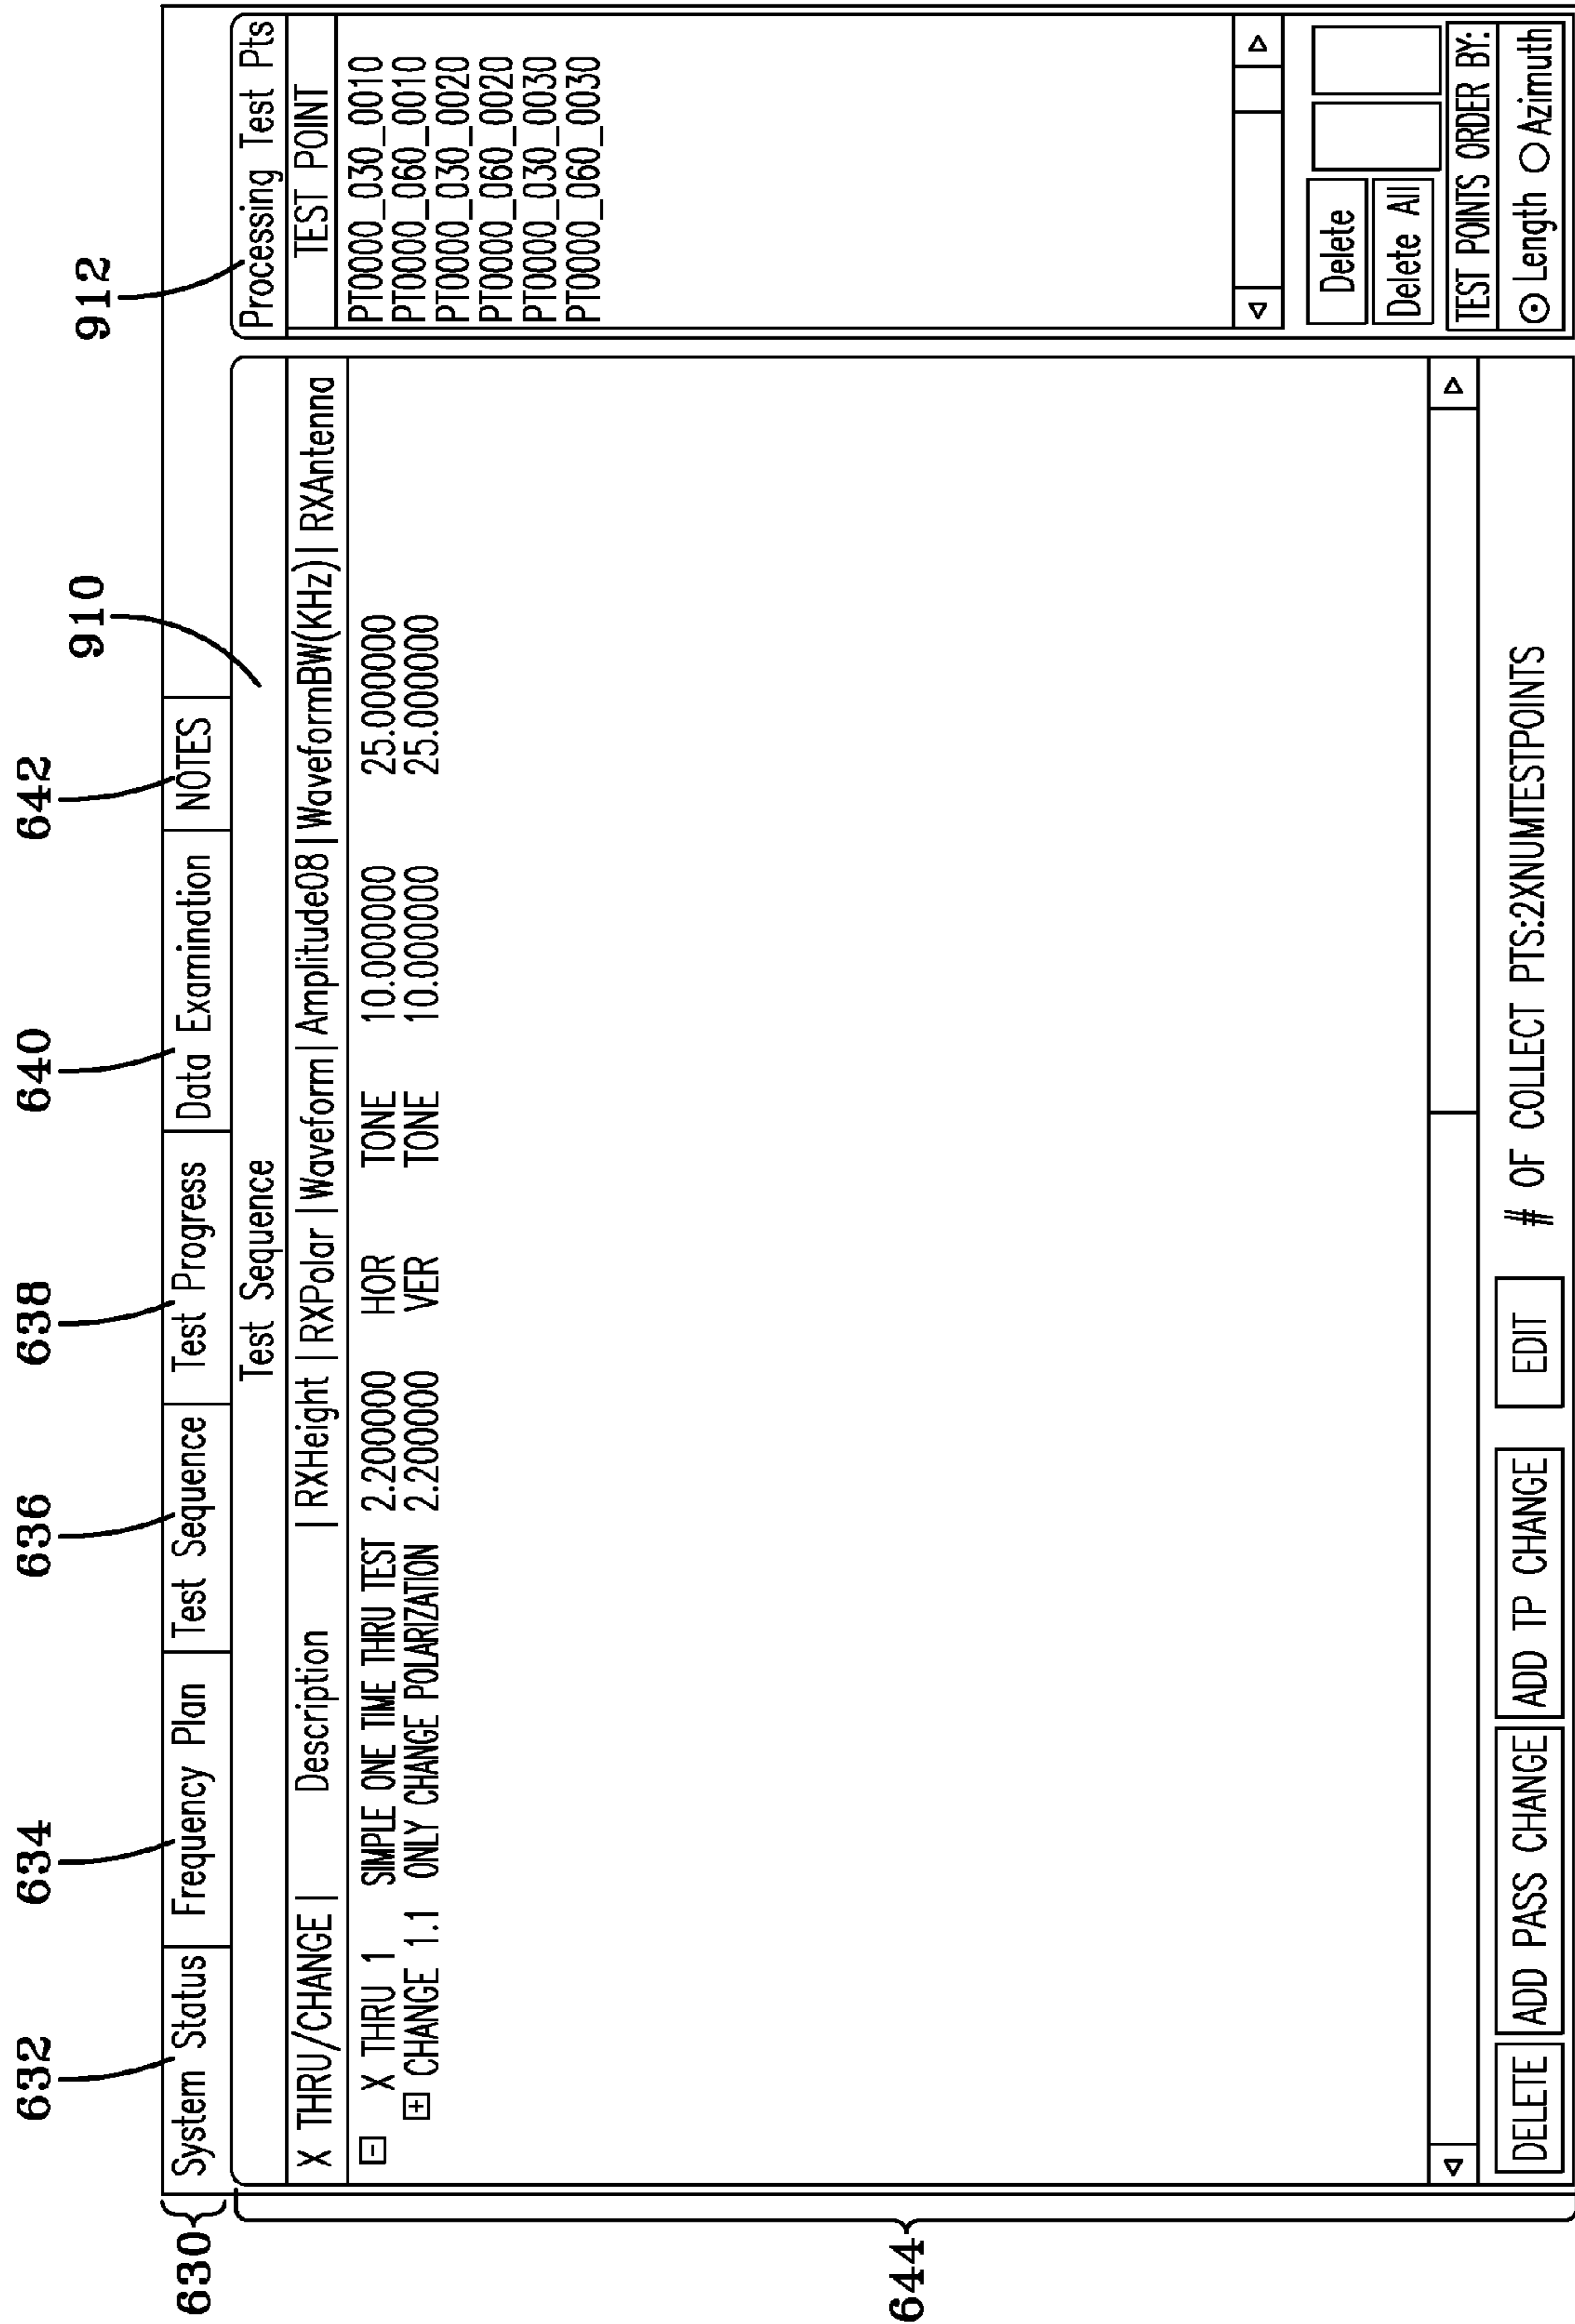 632 634 636 638 640 642 910 912
630
System Status Frequency Plan Test Sequence Test Progress Data Examination NOTES
644
Test Sequence
X THRU/CHANGE | Description | RXHeight | RXPolar | Waveform | Amplitude08 | WaveformBW(KHz) | RXAntenna
- X THRU 1 SIMPLE ONE TIME THRU TEST 2.200000 HOR TONE 10.000000 25.000000
+ CHANGE 1.1 ONLY CHANGE POLARIZATION 2.200000 VER TONE 10.000000 25.000000
DELETE ADD PASS CHANGE ADD TP CHANGE EDIT # OF COLLECT PTS:2XNUMTESTPOINTS
Processing Test Pts
TEST POINT
PT0000_030_0010
PT0000_060_0010
PT0000_030_0020
PT0000_060_0020
PT0000_030_0030
PT0000_060_0030
Delete
Delete All
TEST POINTS ORDER BY:
Length Azimuth